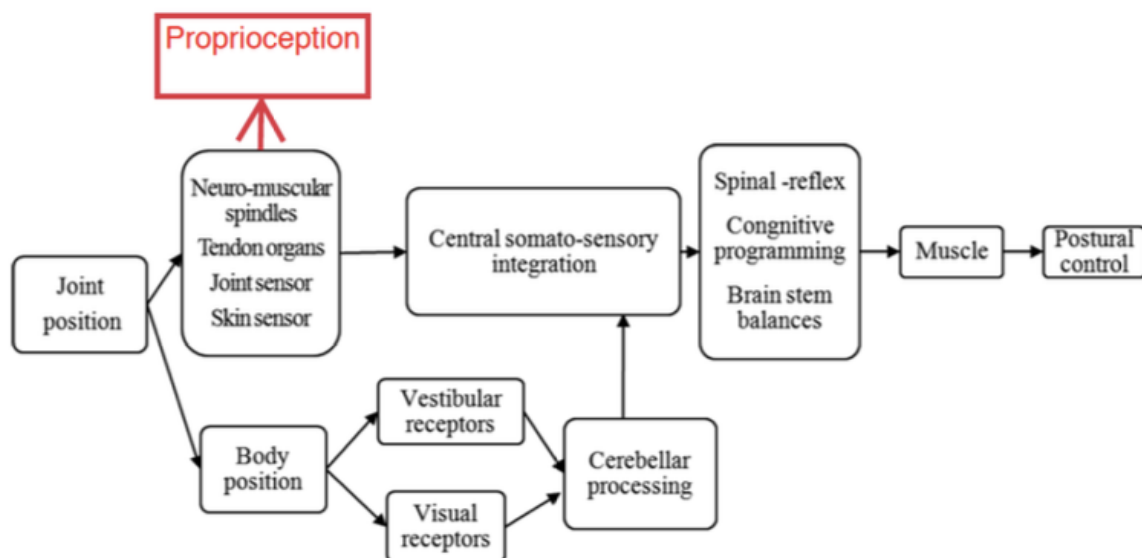 Proprioception
Neuro-muscular
spindles
Tendon organs
Joint sensor
Skin sensor
Joint
position
Central somato-sensory
integration
Spinal -reflex
Congnitive
programming
Brain stem
balances
Muscle
Postural
control
Body
position
Vestibular
receptors
Visual
receptors
Cerebellar
processing